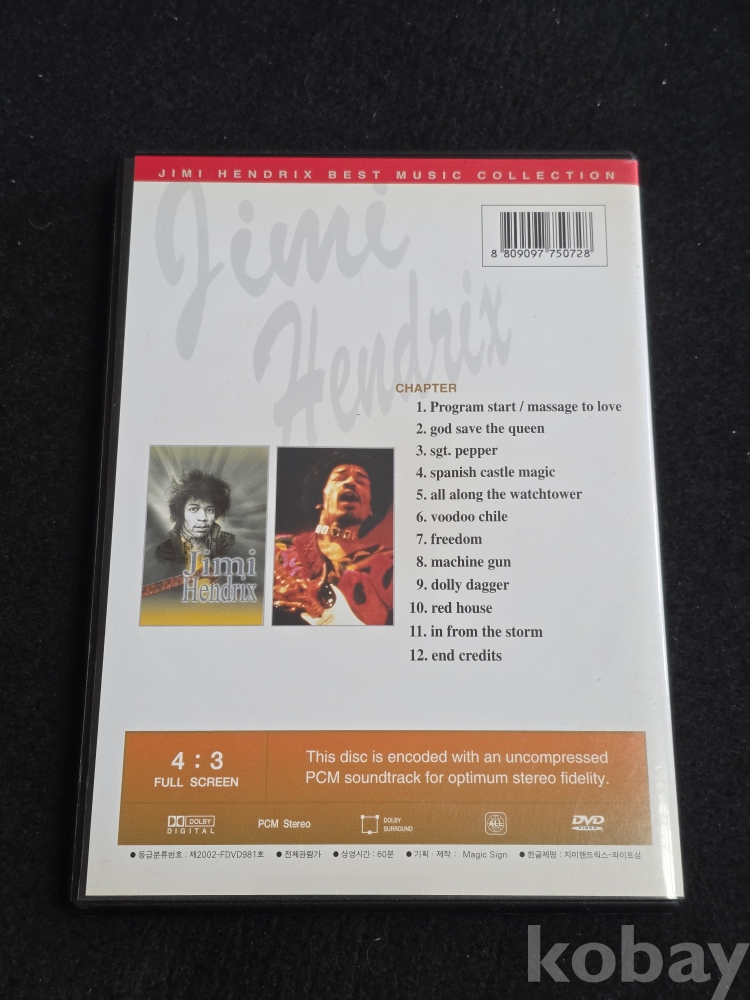 JIMI HENDRIX BEST MUSIC COLLECTION
Jimi
Hendrix
8 809097 750728
CHAPTER
1. Program start / massage to love
2. god save the queen
3. sgt. pepper
4. spanish castle magic
5. all along the watchtower
6. voodoo chile
7. freedom
8. machine gun
9. dolly dagger
10. red house
11. in from the storm
12. end credits
Jimi
Hendrix
4 : 3
FULL SCREEN
This disc is encoded with an uncompressed
PCM soundtrack for optimum stereo fidelity.
DOLBY
DIGITAL
PCM Stereo
DOLBY
SURROUND
ALL
DVD
● 등급분류번호 : 제2002-FDVD981호 ● 전체관람가 ● 상영시간 : 60분 ● 기획 · 제작 : Magic Sign ● 한글제명 : 지미핸드릭스-와이트섬
kobay